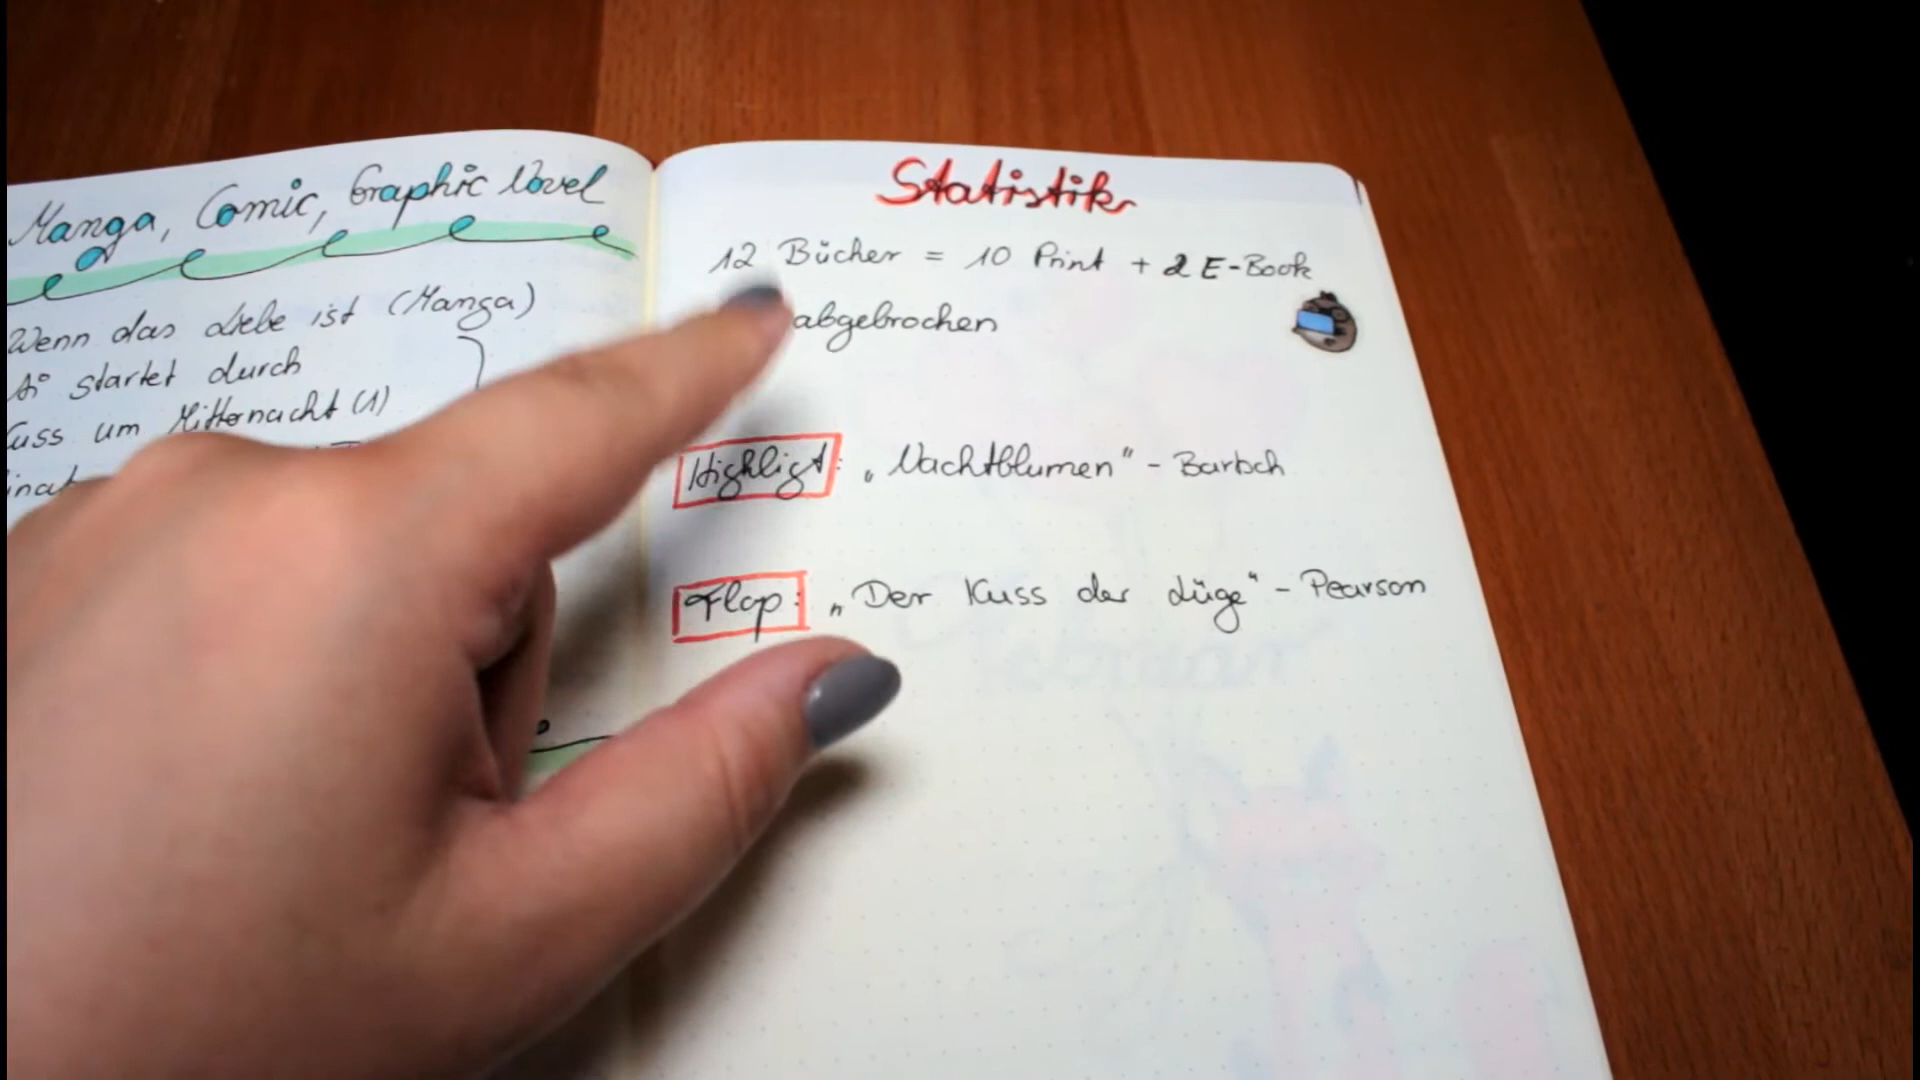 Manga, Comic, Graphic Novel
Wenn das Liebe ist (Manga)
startet durch
Kuss um Mitternacht (1)
Statistik
12 Bücher = 10 Print + 2 E-Book
abgebrochen
Highligt: „Nachtblumen" - Bartsch
Flop: „Der Kuss der Lüge" - Pearson